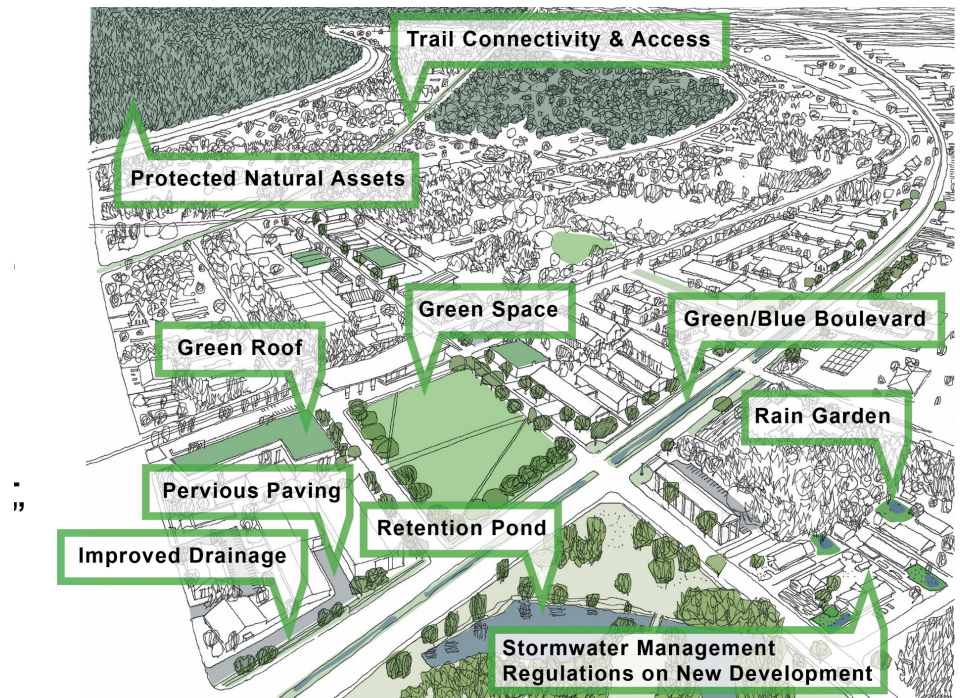 Trail Connectivity & Access
Protected Natural Assets
Green Space
Green/Blue Boulevard
Green Roof
Rain Garden
Pervious Paving
Retention Pond
Improved Drainage
Stormwater Management
Regulations on New Development